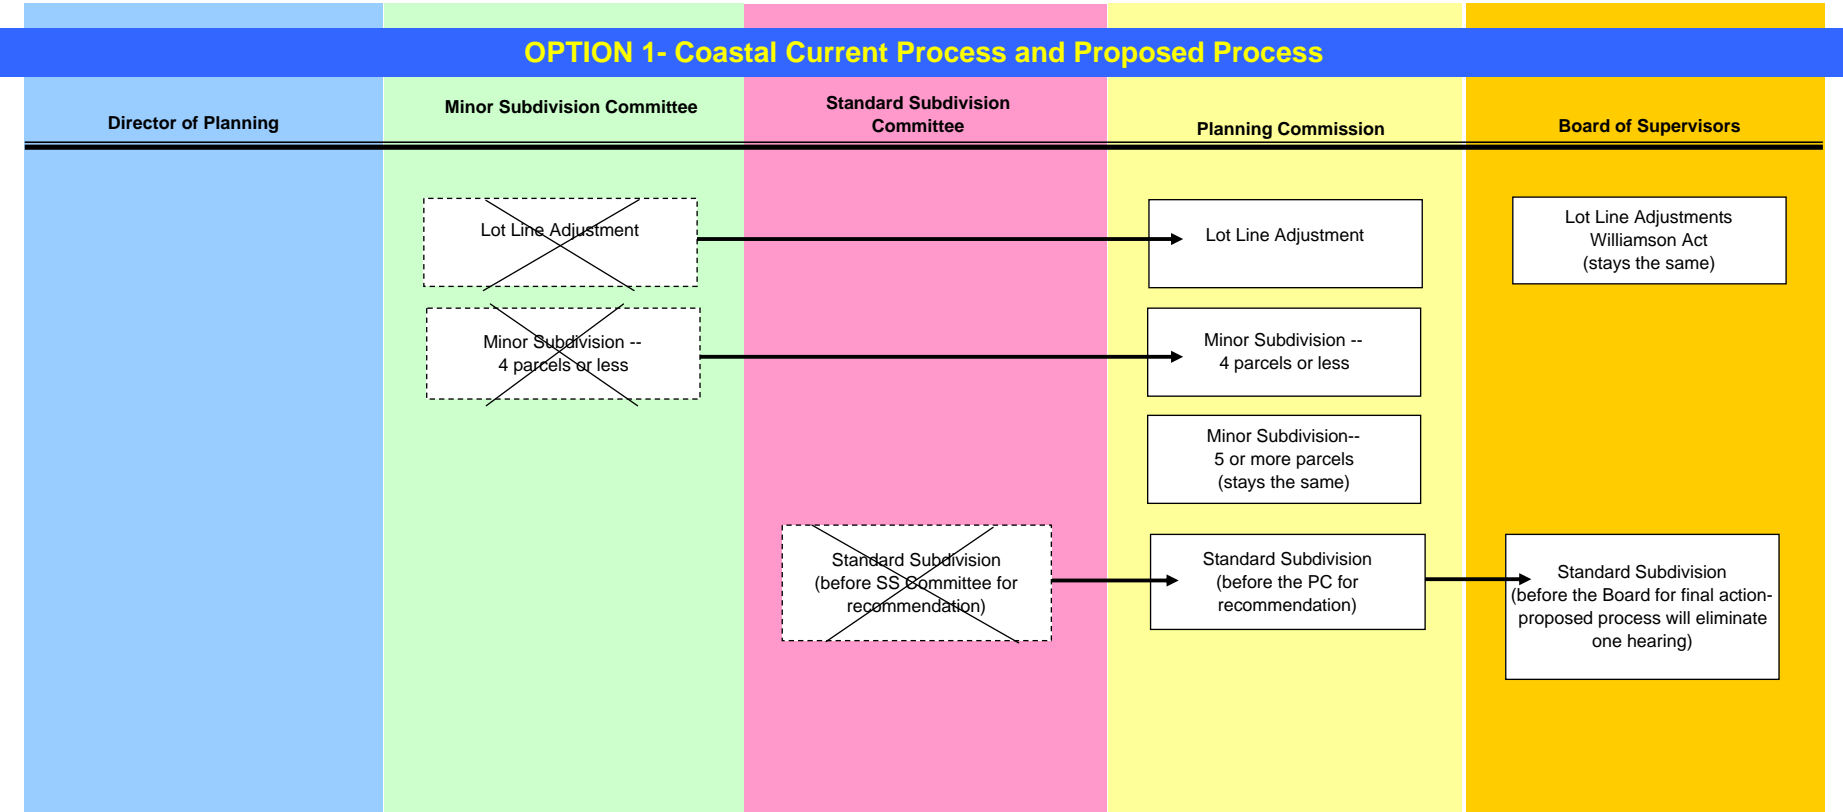 OPTION 1- Coastal Current Process and Proposed Process
Director of Planning
Minor Subdivision Committee
Standard Subdivision
Committee
Planning Commission
Board of Supervisors
Lot Line Adjustment
Lot Line Adjustment
Lot Line Adjustments
Williamson Act
(stays the same)
Minor Subdivision --
4 parcels or less
Minor Subdivision --
4 parcels or less
Minor Subdivision--
5 or more parcels
(stays the same)
Standard Subdivision
(before SS Committee for
recommendation)
Standard Subdivision
(before the PC for
recommendation)
Standard Subdivision
(before the Board for final action-
proposed process will eliminate
one hearing)